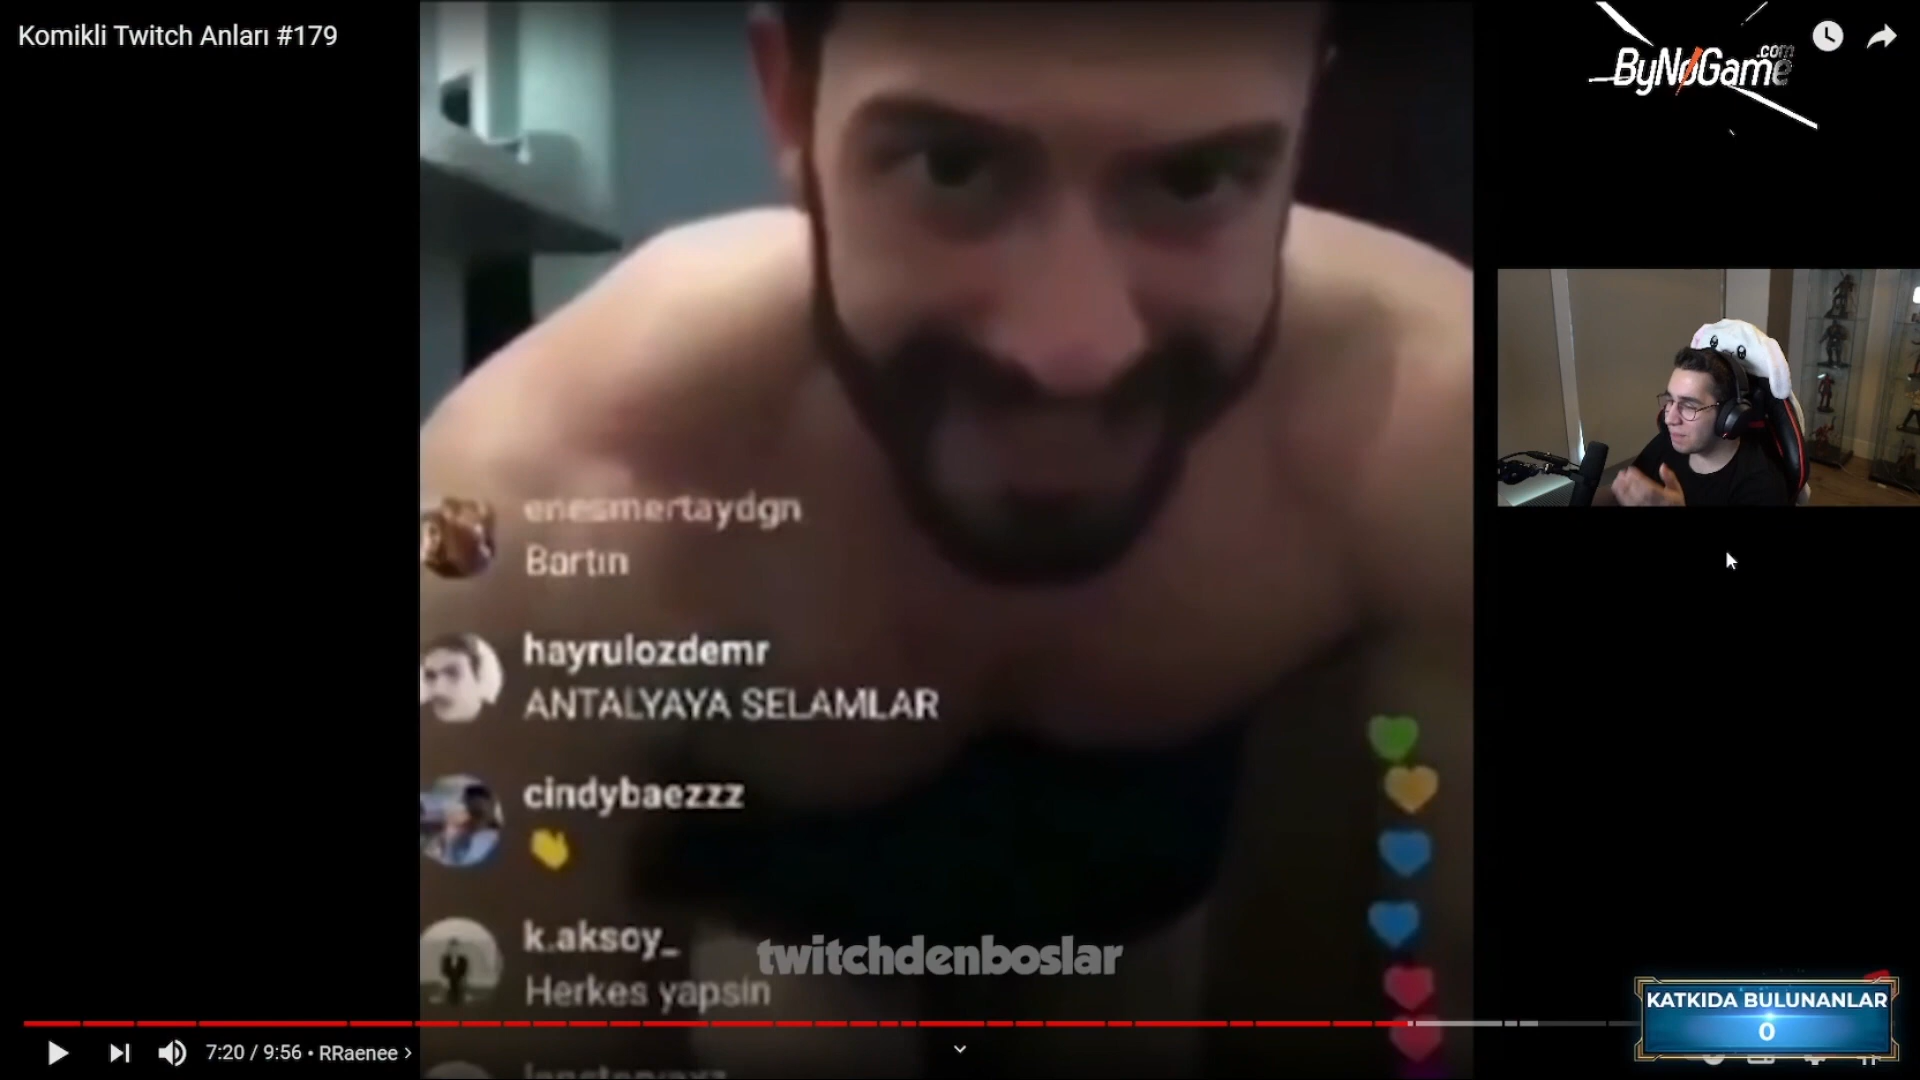 Komikli Twitch Anları #179
ByNoGame
.com
enesmertaydgn
Bartın
hayrulozdemr
ANTALYAYA SELAMLAR
cindybaezzz
k.aksoy_
Herkes yapsin
twitchdenboslar
KATKIDA BULUNANLAR
0
7:20 / 9:56 • RRaenee >